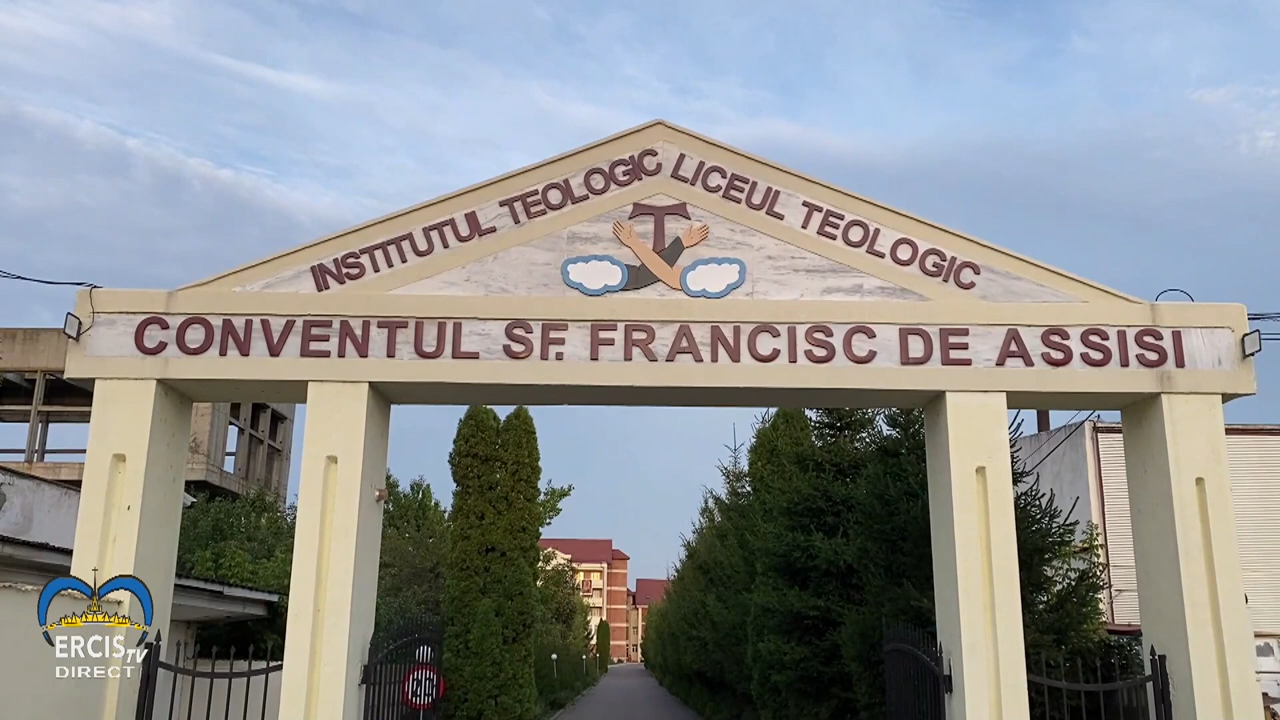 INSTITUTUL TEOLOGIC LICEUL TEOLOGIC
CONVENTUL SF. FRANCISC DE ASSISI
ERCIS TV
DIRECT